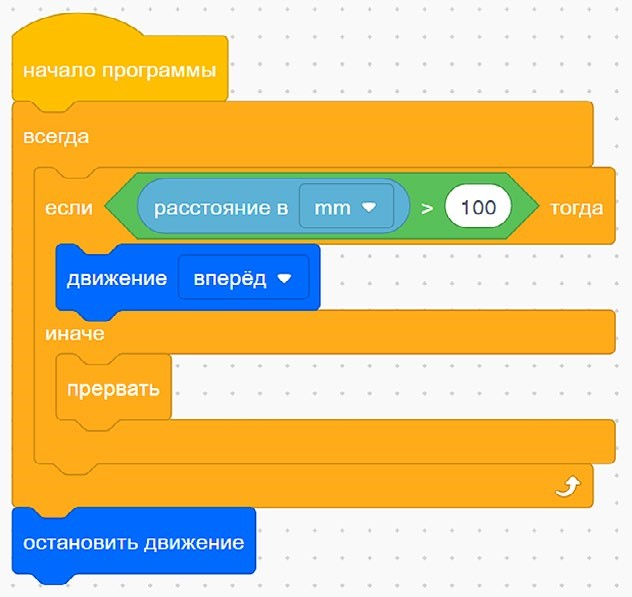 начало программы
всегда
если расстояние в mm > 100 тогда
движение вперёд
иначе
прервать
остановить движение